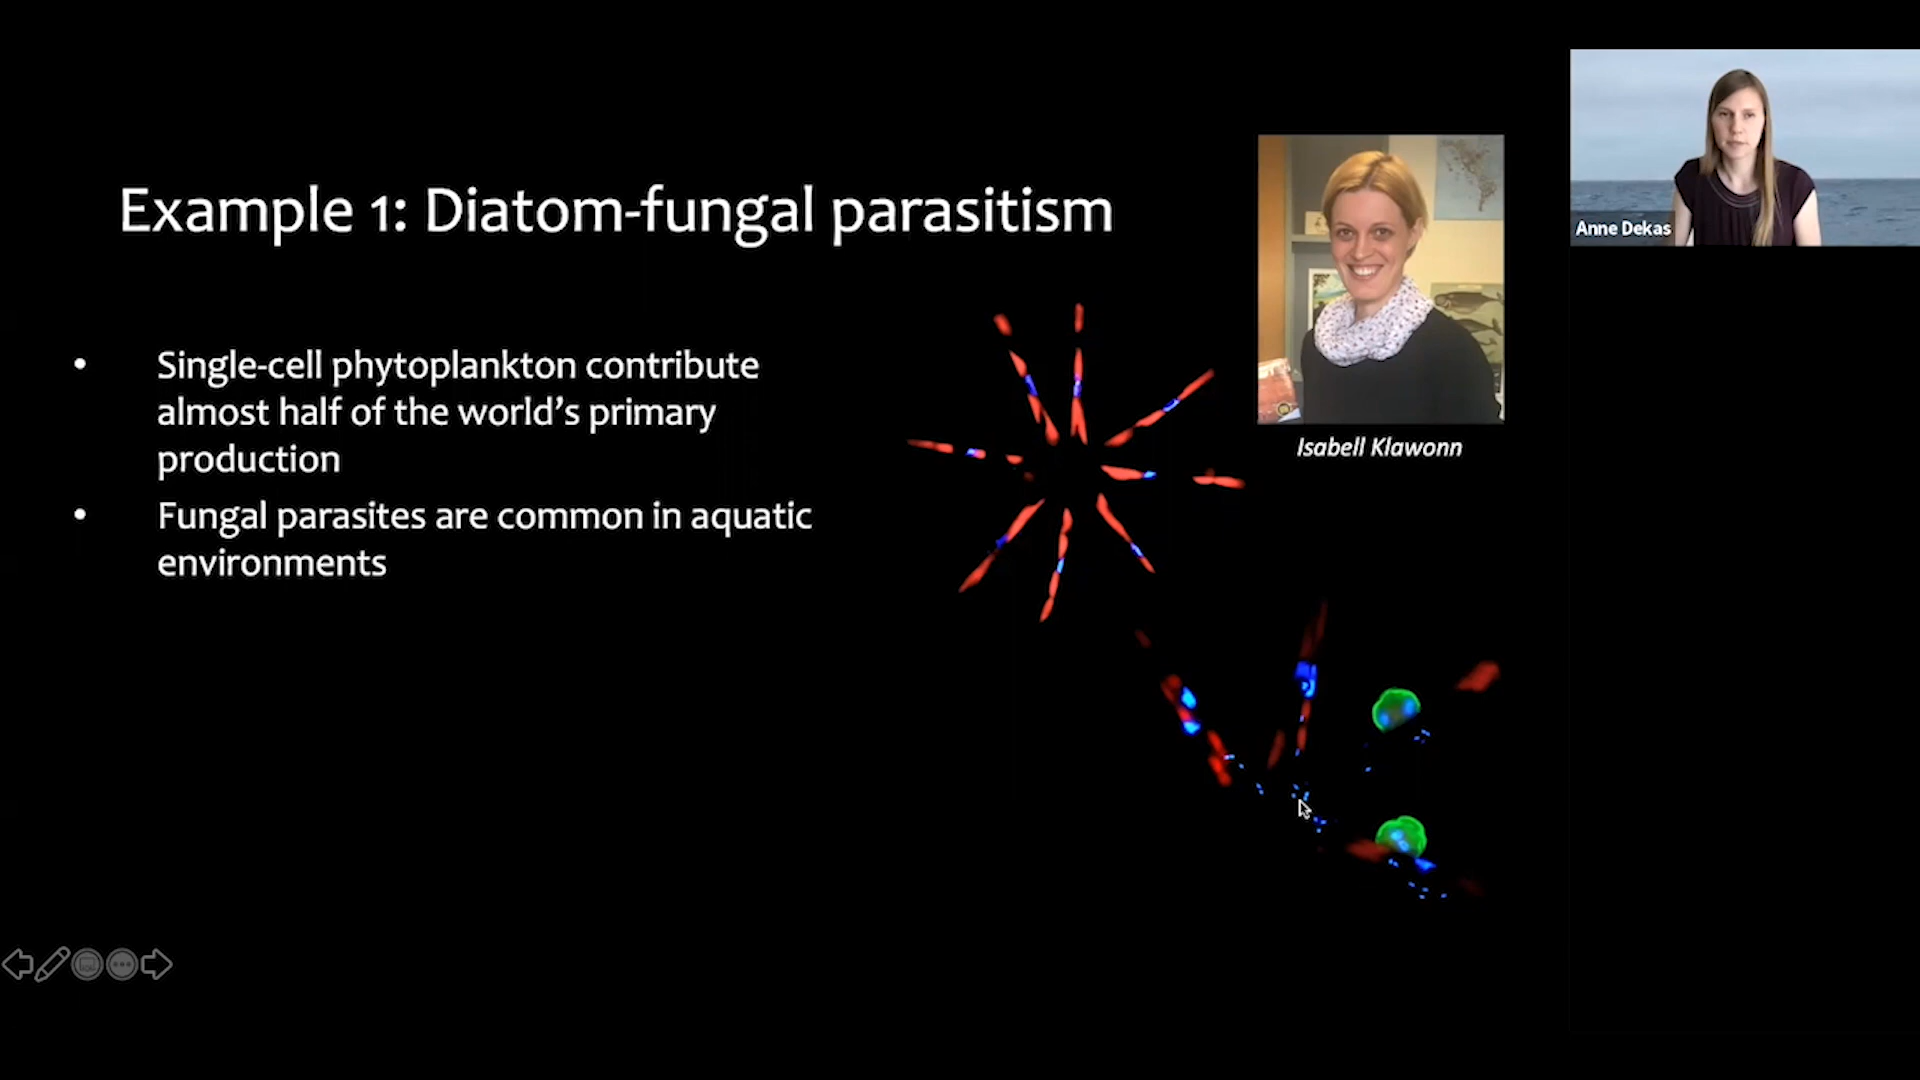 Example 1: Diatom-fungal parasitism
• Single-cell phytoplankton contribute
almost half of the world's primary
production
• Fungal parasites are common in aquatic
environments
Isabell Klawonn
Anne Dekas